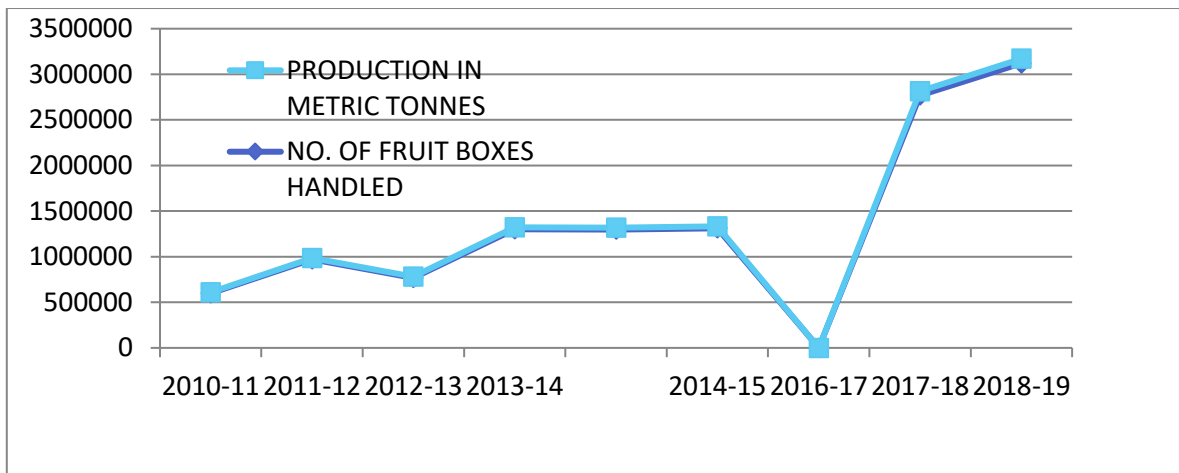 3500000
3000000
2500000
2000000
1500000
1000000
500000
0
PRODUCTION IN
METRIC TONNES
NO. OF FRUIT BOXES
HANDLED
2010-11 2011-12 2012-13 2013-14 2014-15 2016-17 2017-18 2018-19